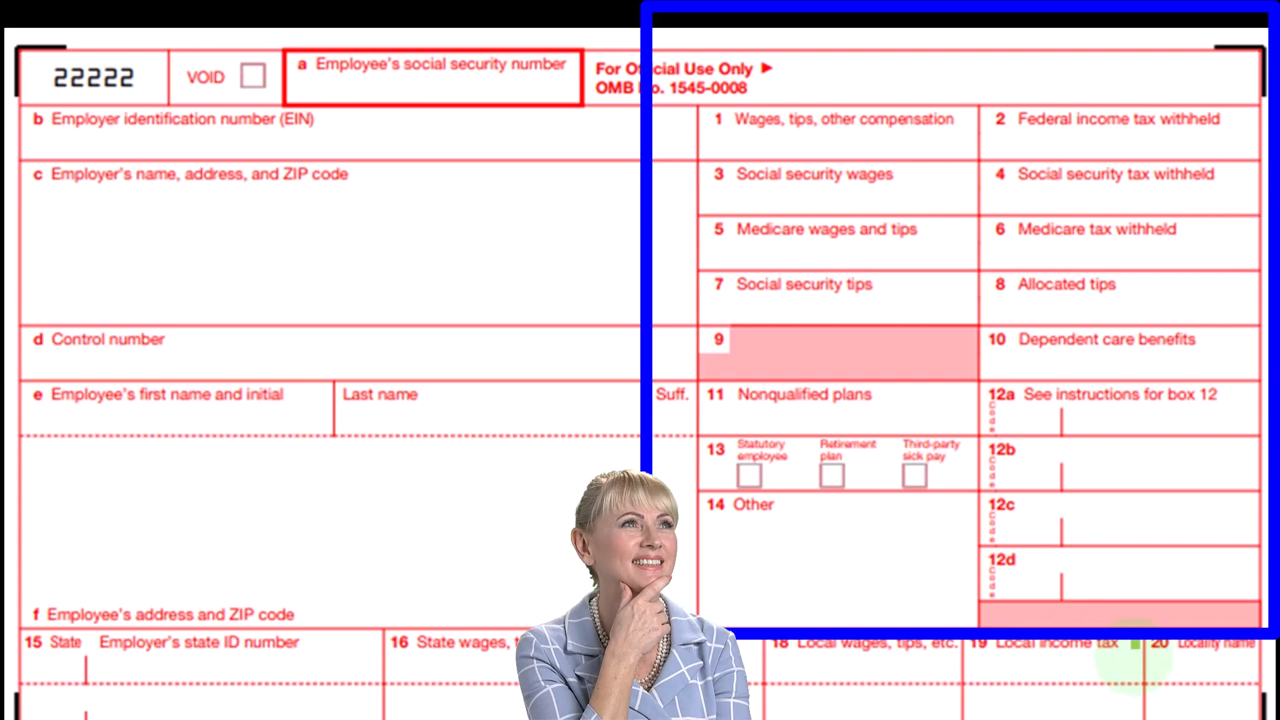 22222
VOID
a Employee's social security number
For Official Use Only ►
OMB No. 1545-0008
b Employer identification number (EIN)
1 Wages, tips, other compensation
2 Federal income tax withheld
c Employer's name, address, and ZIP code
3 Social security wages
4 Social security tax withheld
5 Medicare wages and tips
6 Medicare tax withheld
7 Social security tips
8 Allocated tips
d Control number
9
10 Dependent care benefits
e Employee's first name and initial
Last name
Suff.
11 Nonqualified plans
12a See instructions for box 12
Code
13 Statutory employee
Retirement plan
Third-party sick pay
12b
Code
14 Other
12c
Code
12d
Code
f Employee's address and ZIP code
15 State
Employer's state ID number
16 State wages,
18 Local wages, tips, etc.
19 Local income tax
20 Locality name